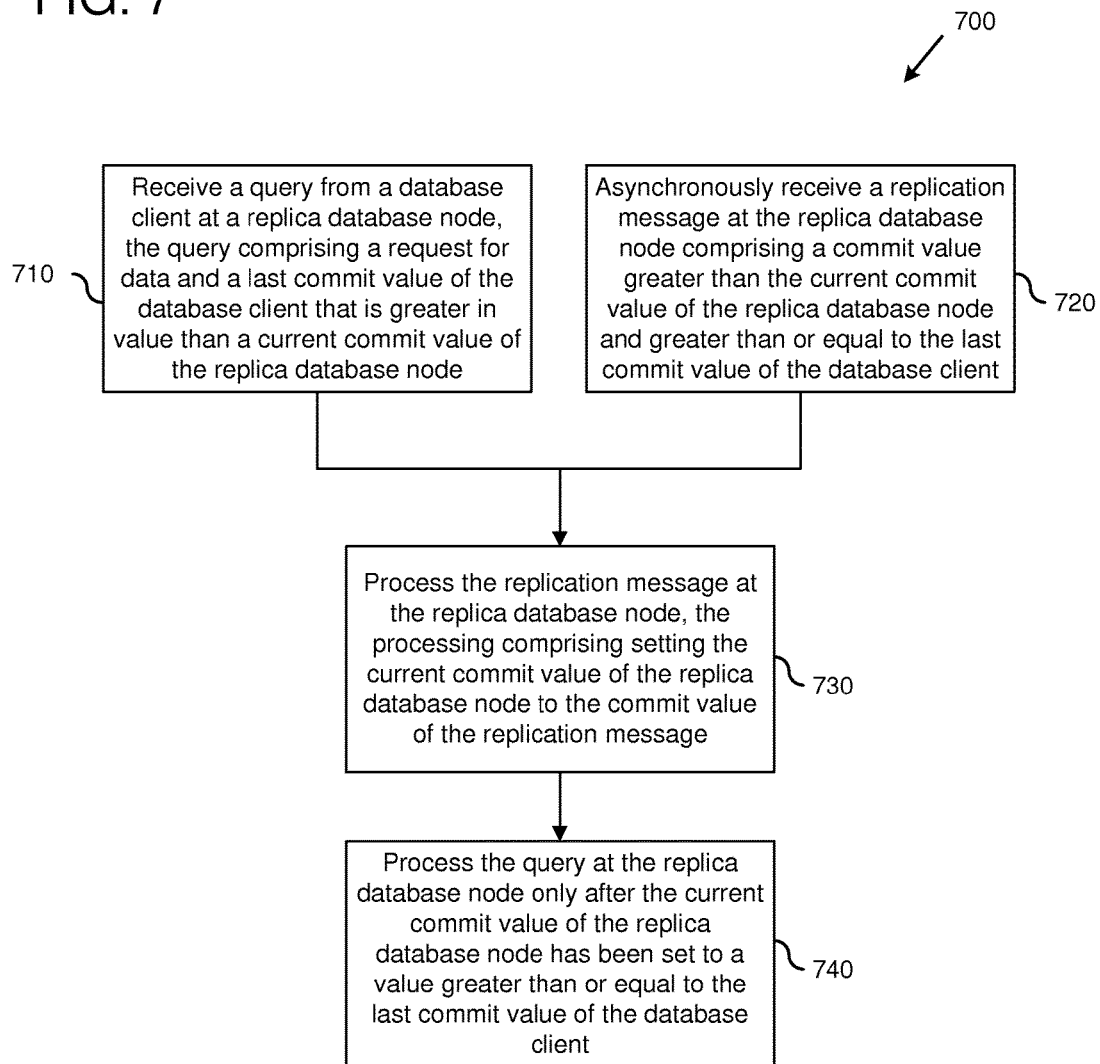 FIG. 7
700
Receive a query from a database
client at a replica database node,
the query comprising a request for
data and a last commit value of the
database client that is greater in
value than a current commit value of
the replica database node
710
Asynchronously receive a replication
message at the replica database
node comprising a commit value
greater than the current commit
value of the replica database node
and greater than or equal to the last
commit value of the database client
720
Process the replication message at
the replica database node, the
processing comprising setting the
current commit value of the replica
database node to the commit value
of the replication message
730
Process the query at the replica
database node only after the current
commit value of the replica
database node has been set to a
value greater than or equal to the
last commit value of the database
client
740